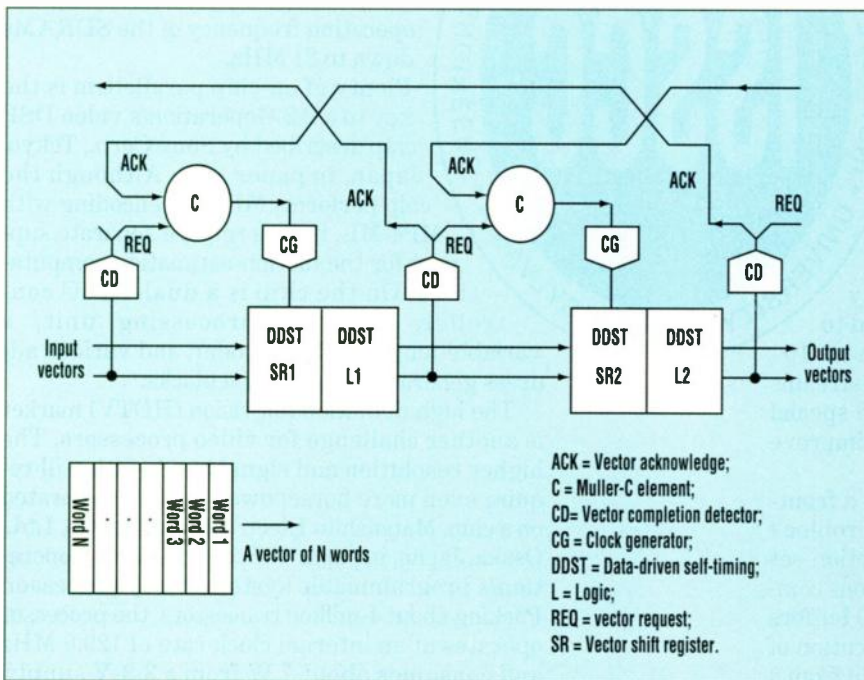 ACK
C
REQ
CD
CG
ACK
ACK
C
REQ
CD
CG
ACK
REQ
CD
Input
vectors
DDST
SR1
DDST
L1
DDST
SR2
DDST
L2
Output
vectors
Word N
. . .
Word 3
Word 2
Word 1
A vector of N words
ACK = Vector acknowledge;
C = Muller-C element;
CD= Vector completion detector;
CG = Clock generator;
DDST = Data-driven self-timing;
L = Logic;
REQ = vector request;
SR = Vector shift register.